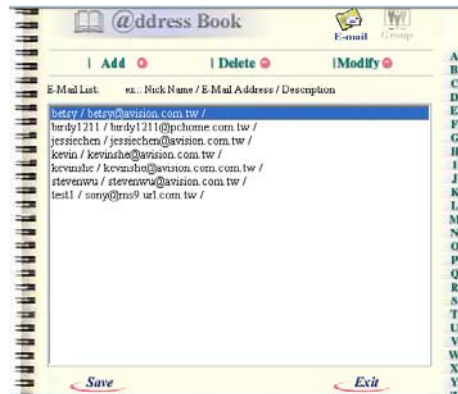 @ddress Book
E-mail Group
| Add | Delete | Modify
E-Mail List: ex:: Nick Name / E-Mail Address / Description
betsy / betsy@avision.com.tw /
birdy1211 / birdy1211@pchome.com.tw /
jessiechen / jessiechen@avision.com.tw /
kevin / kevinshe@avision.com.tw /
kevinshe / kevinshe@avision.com.com.tw /
stevenwu / stevenwu@avision.com.tw /
test1 / sony@ms9.url.com.tw /
Save Exit
A
B
C
D
E
F
G
H
I
J
K
L
M
N
O
P
Q
R
S
T
U
V
W
X
Y